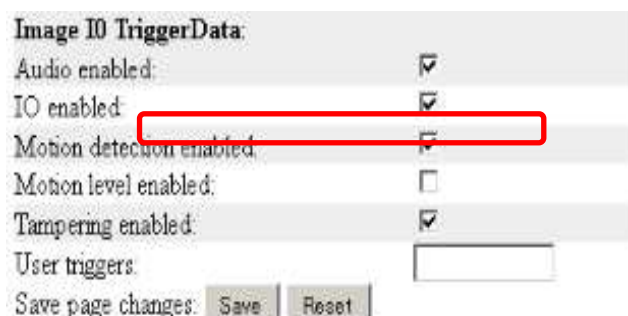 Image I0 TriggerData:
Audio enabled:
IO enabled:
Motion detection enabled:
Motion level enabled:
Tampering enabled:
User triggers:
Save page changes: Save Reset